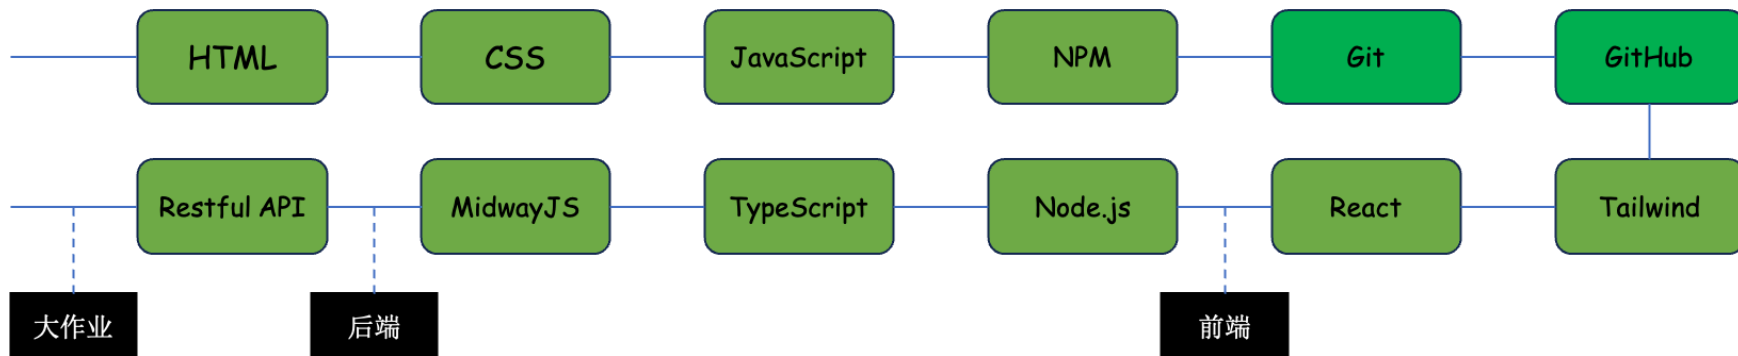 HTML
CSS
JavaScript
NPM
Git
GitHub
Restful API
MidwayJS
TypeScript
Node.js
React
Tailwind
大作业
后端
前端